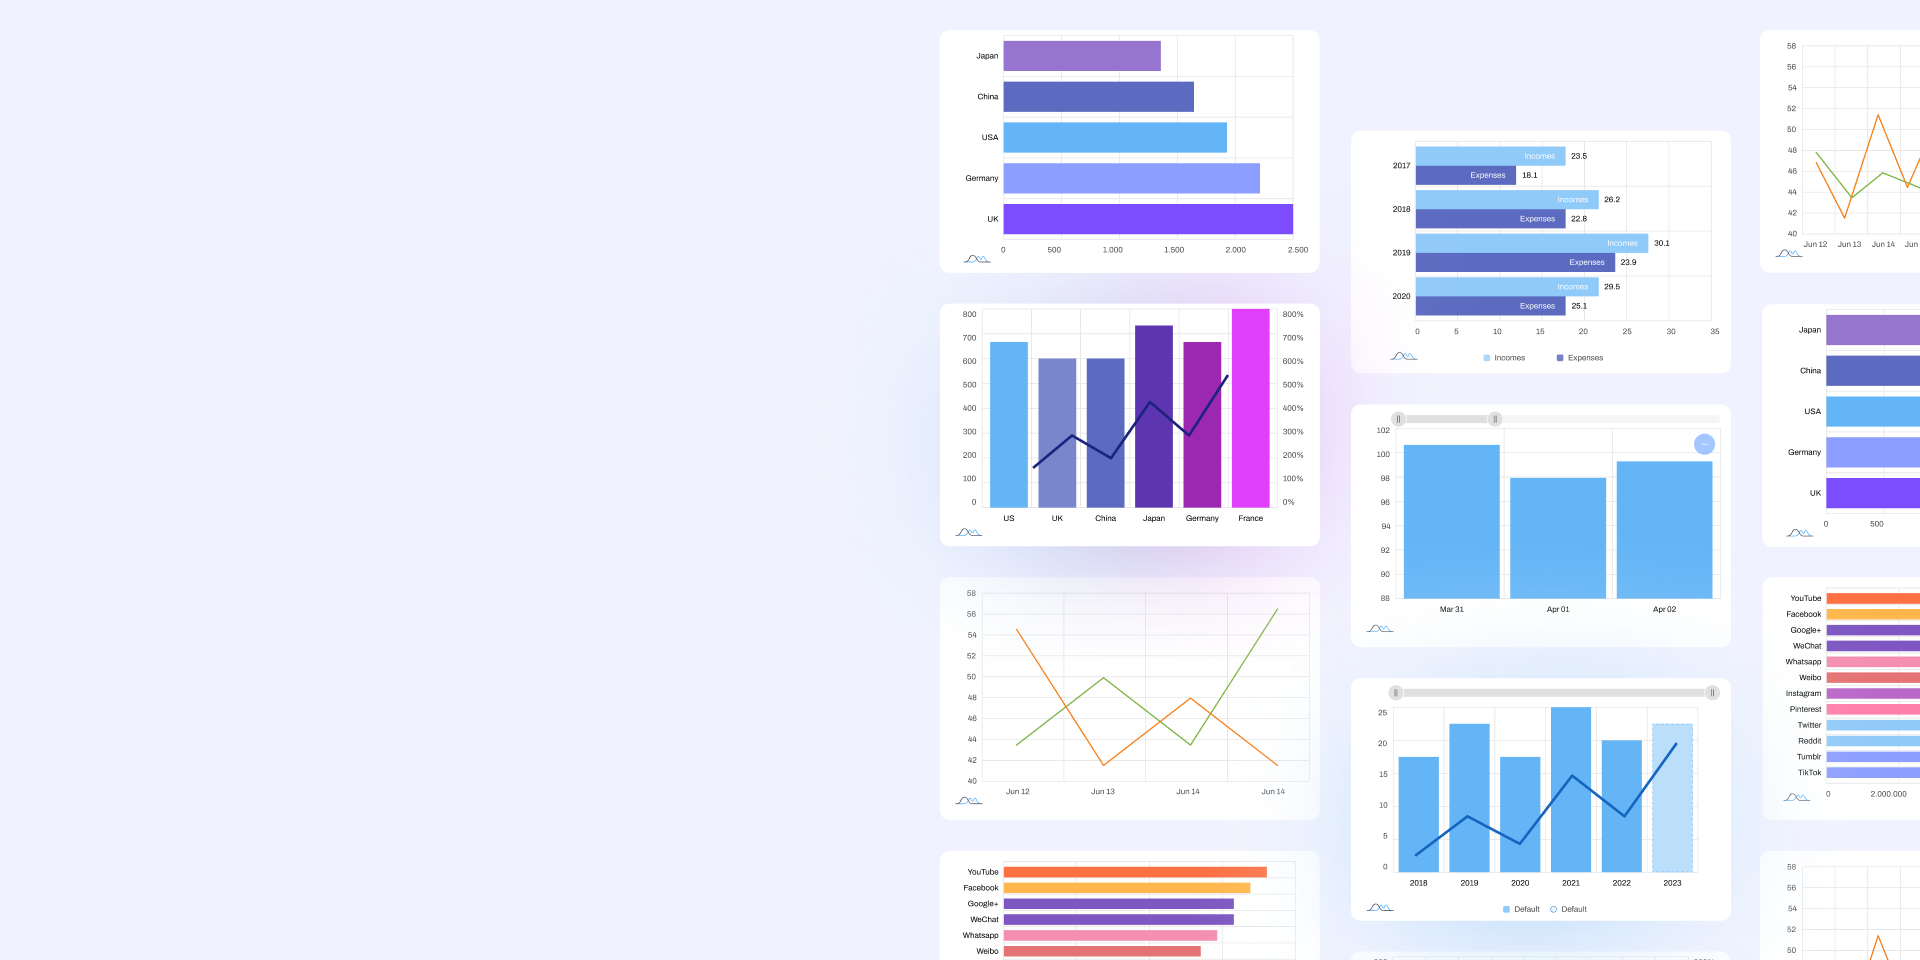 Japan
China
USA
Germany
UK
0 500 1.000 1.500 2.000 2.500
800 800%
700 700%
600 600%
500 500%
400 400%
300 300%
200 200%
100 100%
0 0%
US UK China Japan Germany France
58
56
54
52
50
48
46
44
42
40
Jun 12 Jun 13 Jun 14 Jun 14
YouTube
Facebook
Google+
WeChat
Whatsapp
Weibo
Incomes 23.5
2017
Expenses 18.1
Incomes 26.2
2018
Expenses 22.8
Incomes 30.1
2019
Expenses 23.9
Incomes 29.5
2020
Expenses 25.1
0 5 10 15 20 25 30 35
Incomes Expenses
102
100
98
96
94
92
90
88
Mar 31 Apr 01 Apr 02
25
20
15
10
5
0
2018 2019 2020 2021 2022 2023
Default Default
58
56
54
52
50
48
46
44
42
40
Jun 12 Jun 13 Jun 14 Jun
Japan
China
USA
Germany
UK
0 500
YouTube
Facebook
Google+
WeChat
Whatsapp
Weibo
Instagram
Pinterest
Twitter
Reddit
Tumblr
TikTok
0 2.000.000
58
56
54
52
50